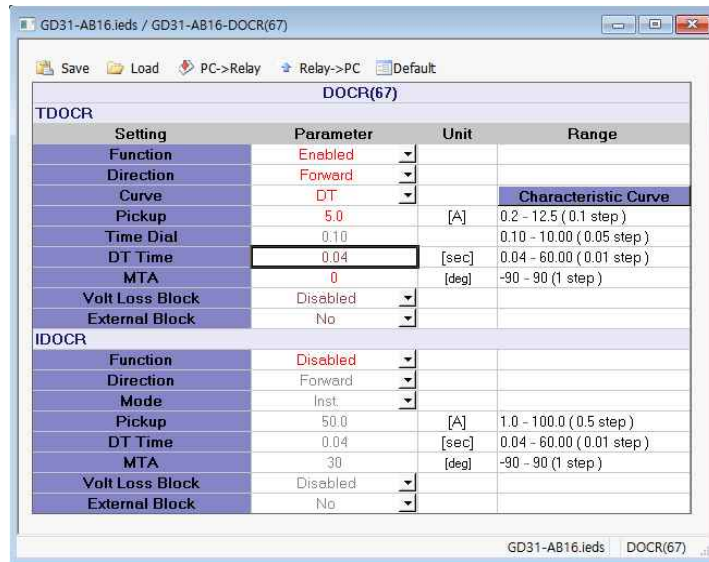 GD31-AB16.ieds / GD31-AB16-DOCR(67)
Save Load PC->Relay Relay->PC Default
DOCR(67)
TDOCR
Setting Parameter Unit Range
Function Enabled
Direction Forward
Curve DT Characteristic Curve
Pickup 5.0 [A] 0.2 - 12.5 ( 0.1 step )
Time Dial 0.10 0.10 - 10.00 ( 0.05 step )
DT Time 0.04 [sec] 0.04 - 60.00 ( 0.01 step )
MTA 0 [deg] -90 - 90 (1 step )
Volt Loss Block Disabled
External Block No
IDOCR
Function Disabled
Direction Forward
Mode Inst.
Pickup 50.0 [A] 1.0 - 100.0 ( 0.5 step )
DT Time 0.04 [sec] 0.04 - 60.00 ( 0.01 step )
MTA 30 [deg] -90 - 90 (1 step )
Volt Loss Block Disabled
External Block No
GD31-AB16.ieds DOCR(67)